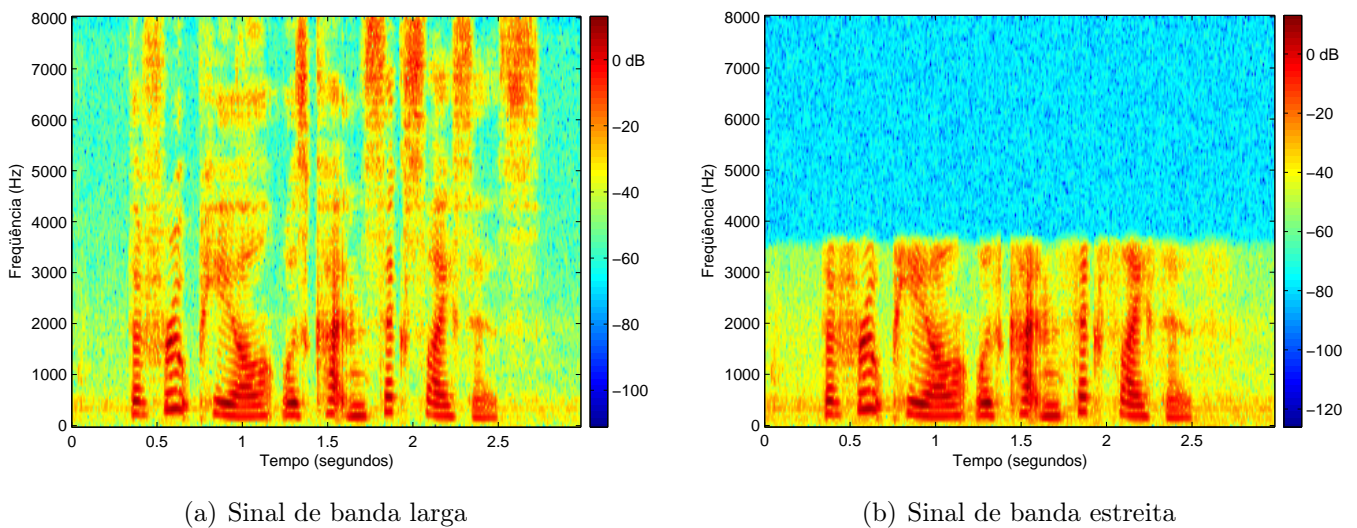 8000
7000
6000
5000
4000
3000
2000
1000
0
Freqüência (Hz)
0 0.5 1 1.5 2 2.5
Tempo (segundos)
0 dB
−20
−40
−60
−80
−100
(a) Sinal de banda larga
8000
7000
6000
5000
4000
3000
2000
1000
0
Freqüência (Hz)
0 0.5 1 1.5 2 2.5
Tempo (segundos)
0 dB
−20
−40
−60
−80
−100
−120
(b) Sinal de banda estreita